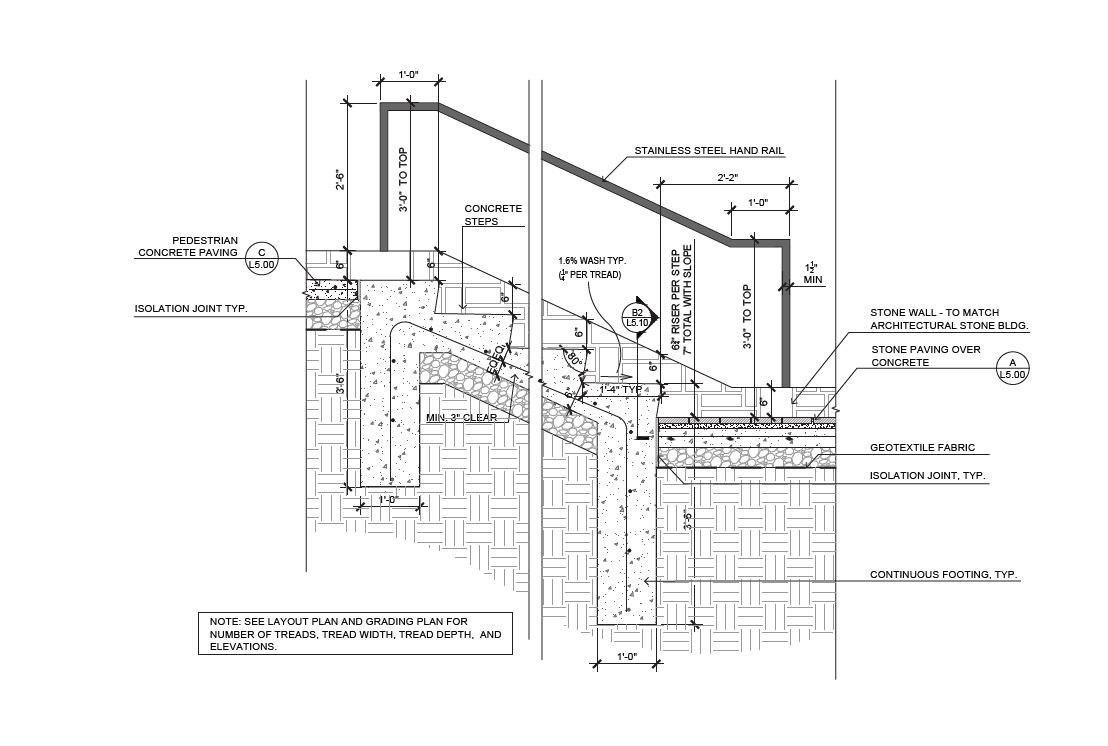 1'-0"
2'-6"
3'-0" TO TOP
STAINLESS STEEL HAND RAIL
2'-2"
1'-0"
CONCRETE
STEPS
PEDESTRIAN
CONCRETE PAVING
C
L5.00
6"
6"
6"
1.6% WASH TYP.
(1/4" PER TREAD)
6 3/4" RISER PER STEP
7" TOTAL WITH SLOPE
3'-0" TO TOP
1 1/2"
MIN
ISOLATION JOINT TYP.
B2
L5.10
6"
6"
STONE WALL - TO MATCH
ARCHITECTURAL STONE BLDG.
STONE PAVING OVER
CONCRETE
A
L5.00
EQ
EQ
80°
6"
3'-6"
1'-4" TYP
6"
6"
MIN. 3" CLEAR
GEOTEXTILE FABRIC
ISOLATION JOINT, TYP.
1'-0"
3'-6"
CONTINUOUS FOOTING, TYP.
NOTE: SEE LAYOUT PLAN AND GRADING PLAN FOR
NUMBER OF TREADS, TREAD WIDTH, TREAD DEPTH, AND
ELEVATIONS.
1'-0"